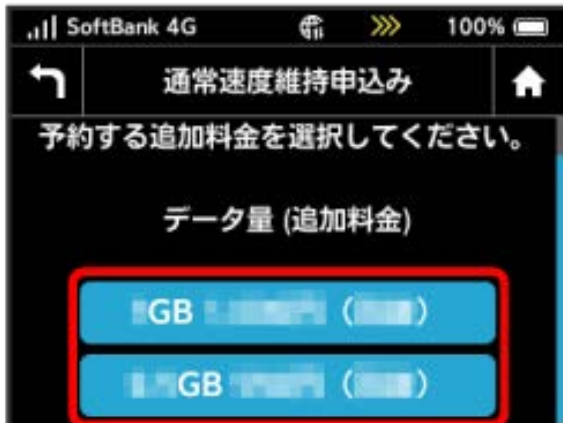 SoftBank 4G 100%
通常速度維持申込み
予約する追加料金を選択してください。
データ量 (追加料金)
GB ( )
GB ( )